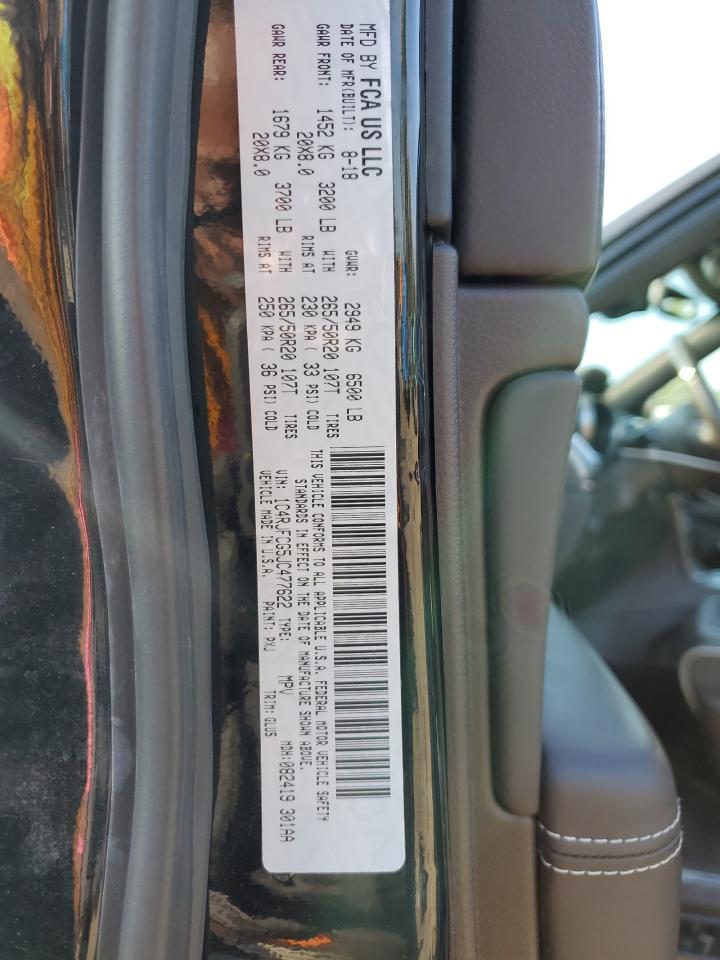 MFD BY FCA US LLC
DATE OF MFR(BUILT): 8-18 GVWR: 2949 KG 6500 LB
GAWR FRONT: 1452 KG 3200 LB WITH 265/50R20 107T TIRES
20X8.0 RIMS AT 230 KPA ( 33 PSI) COLD
GAWR REAR: 1679 KG 3700 LB WITH 265/50R20 107T TIRES
20X8.0 RIMS AT 250 KPA ( 36 PSI) COLD
THIS VEHICLE CONFORMS TO ALL APPLICABLE U.S.A. FEDERAL MOTOR VEHICLE SAFETY
STANDARDS IN EFFECT ON THE DATE OF MANUFACTURE SHOWN ABOVE.
VIN: 1C4RJFCG5JC477622 TYPE: MPV MDH: 082419 301AA
VEHICLE MADE IN U.S.A. PAINT: PXJ TRIM: GLU5